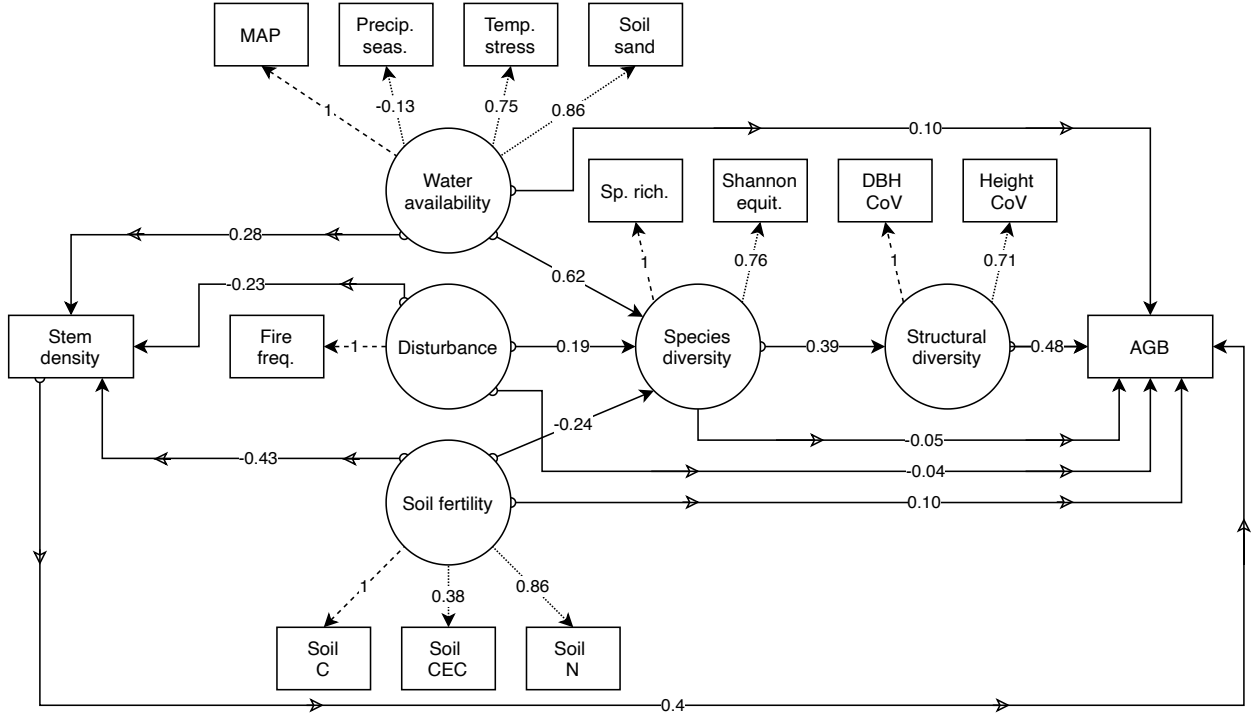 MAP
Precip.
seas.
Temp.
stress
Soil
sand
1
-0.13
0.75
0.86
0.10
Water
availability
Sp. rich.
Shannon
equit.
DBH
CoV
Height
CoV
0.28
0.62
1
0.76
1
0.71
-0.23
Stem
density
Fire
freq.
1
Disturbance
0.19
Species
diversity
0.39
Structural
diversity
0.48
AGB
-0.24
-0.05
-0.43
-0.04
Soil fertility
0.10
1
0.38
0.86
Soil
C
Soil
CEC
Soil
N
0.4